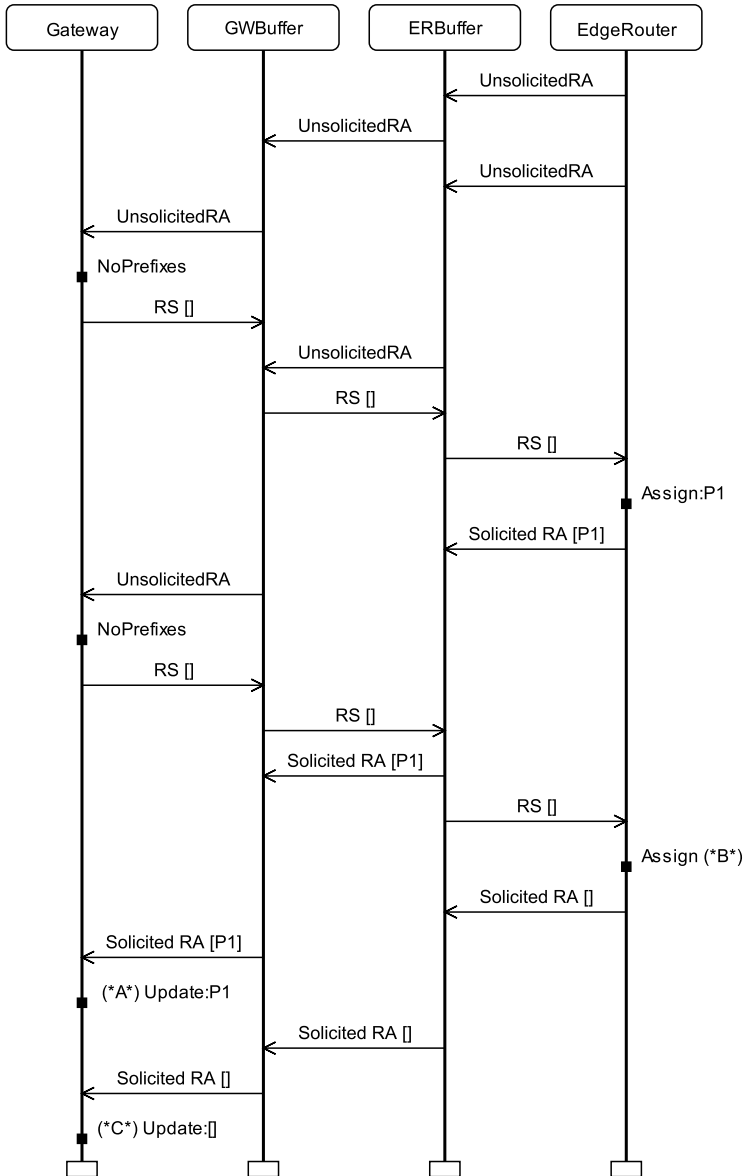 Gateway
GWBuffer
ERBuffer
EdgeRouter
UnsolicitedRA
UnsolicitedRA
UnsolicitedRA
UnsolicitedRA
NoPrefixes
RS []
UnsolicitedRA
RS []
RS []
Assign:P1
Solicited RA [P1]
UnsolicitedRA
NoPrefixes
RS []
RS []
Solicited RA [P1]
RS []
Assign (*B*)
Solicited RA []
Solicited RA [P1]
(*A*) Update:P1
Solicited RA []
Solicited RA []
(*C*) Update:[]